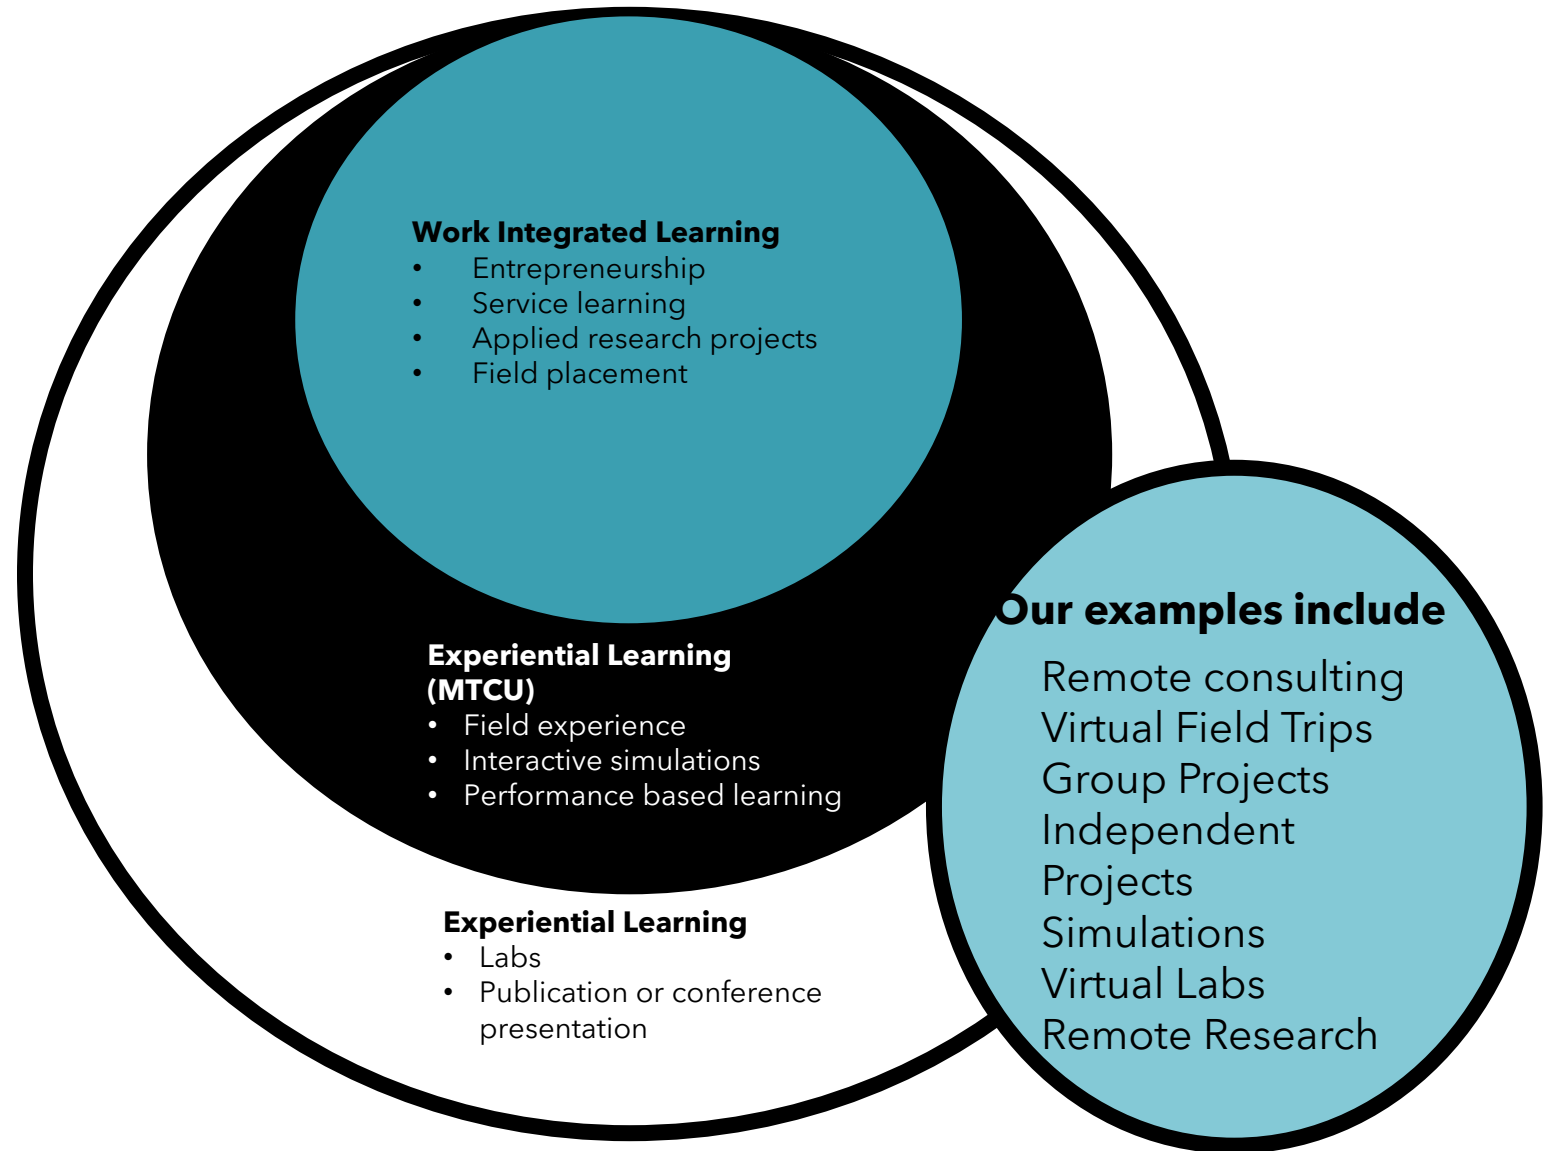 Work Integrated Learning
• Entrepreneurship
• Service learning
• Applied research projects
• Field placement
Experiential Learning
(MTCU)
• Field experience
• Interactive simulations
• Performance based learning
Experiential Learning
• Labs
• Publication or conference
presentation
Our examples include
Remote consulting
Virtual Field Trips
Group Projects
Independent
Projects
Simulations
Virtual Labs
Remote Research